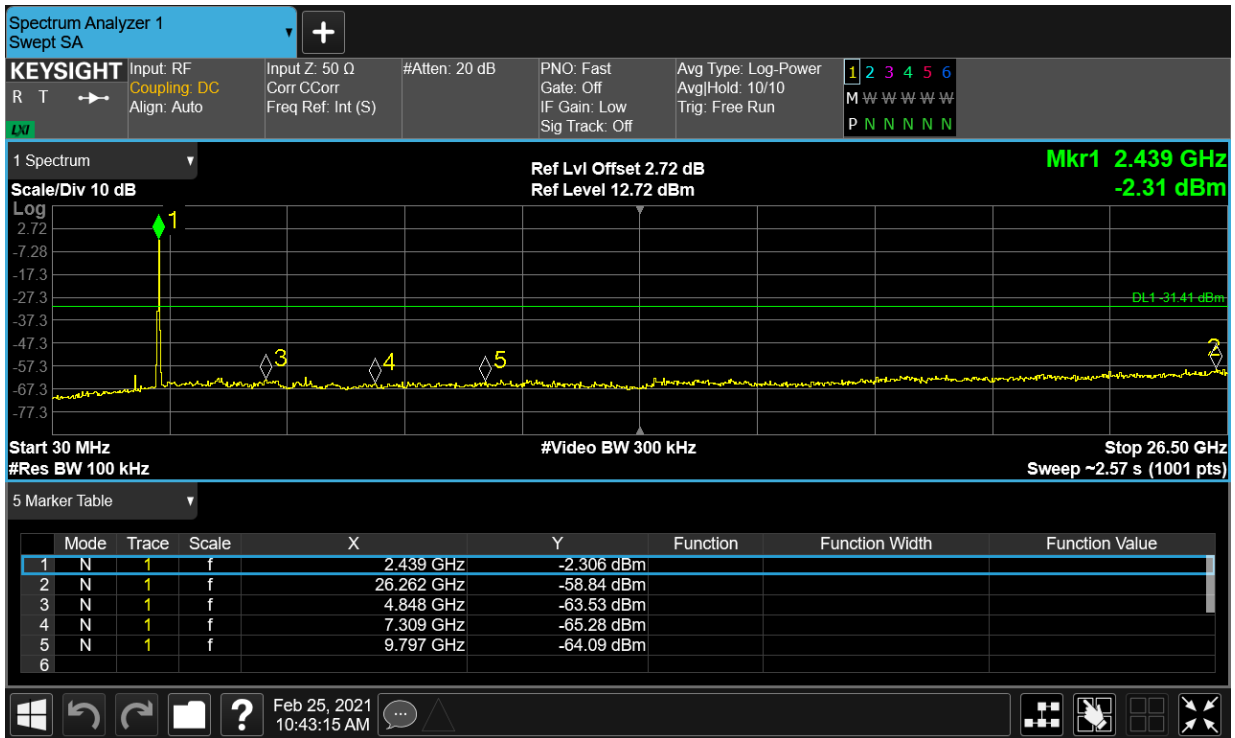 Spectrum Analyzer 1
Swept SA
KEYSIGHT
R T
LXI
Input: RF
Coupling: DC
Align: Auto
Input Z: 50 Ω
Corr CCorr
Freq Ref: Int (S)
#Atten: 20 dB
PNO: Fast
Gate: Off
IF Gain: Low
Sig Track: Off
Avg Type: Log-Power
Avg|Hold: 10/10
Trig: Free Run
1 2 3 4 5 6
M W W W W W
P N N N N N
1 Spectrum
Scale/Div 10 dB
Log
Ref Lvl Offset 2.72 dB
Ref Level 12.72 dBm
Mkr1 2.439 GHz
-2.31 dBm
2.72
-7.28
-17.3
-27.3
-37.3
-47.3
-57.3
-67.3
-77.3
1
3
4
5
2
DL1 -31.41 dBm
Start 30 MHz
#Video BW 300 kHz
Stop 26.50 GHz
#Res BW 100 kHz
Sweep ~2.57 s (1001 pts)
5 Marker Table
Mode Trace Scale X Y Function Function Width Function Value
1 N 1 f 2.439 GHz -2.306 dBm
2 N 1 f 26.262 GHz -58.84 dBm
3 N 1 f 4.848 GHz -63.53 dBm
4 N 1 f 7.309 GHz -65.28 dBm
5 N 1 f 9.797 GHz -64.09 dBm
6
?
Feb 25, 2021
10:43:15 AM